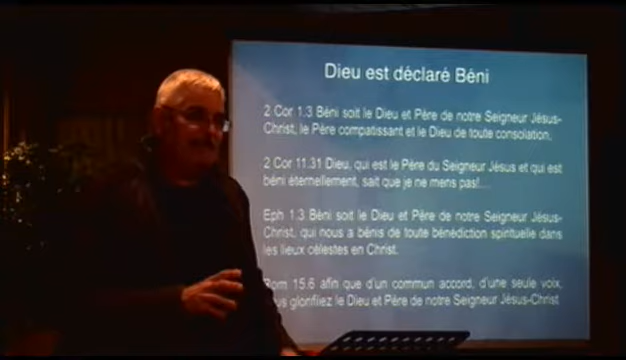 Dieu est déclaré Béni
2 Cor 1.3 Béni soit le Dieu et Père de notre Seigneur Jésus-
Christ, le Père compatissant et le Dieu de toute consolation,
2 Cor 11.31 Dieu, qui est le Père du Seigneur Jésus et qui est
béni éternellement, sait que je ne mens pas!...
Eph 1.3 Béni soit le Dieu et Père de notre Seigneur Jésus-
Christ, qui nous a bénis de toute bénédiction spirituelle dans
les lieux célestes en Christ.
Rom 15.6 afin que d'un commun accord, d'une seule voix,
glorifiiez le Dieu et Père de notre Seigneur Jésus-Christ